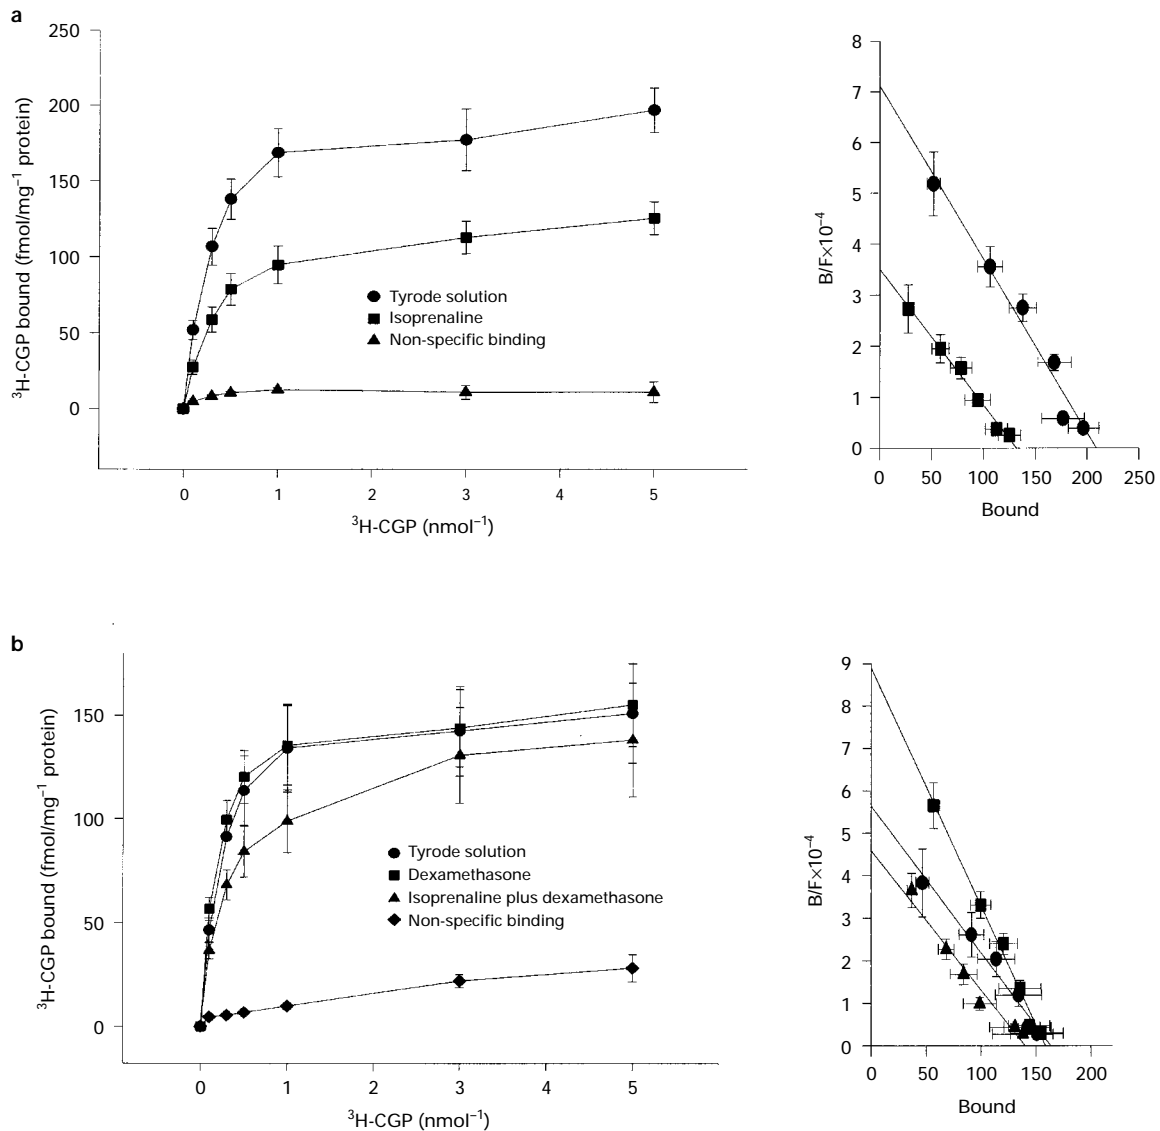 a
250
200
150
100
50
0
³H-CGP bound (fmol/mg⁻¹ protein)
Tyrode solution
Isoprenaline
Non-specific binding
0 1 2 3 4 5
³H-CGP (nmol⁻¹)
8
7
6
5
4
3
2
1
0
B/F×10⁻⁴
0 50 100 150 200 250
Bound
b
150
100
50
0
³H-CGP bound (fmol/mg⁻¹ protein)
Tyrode solution
Dexamethasone
Isoprenaline plus dexamethasone
Non-specific binding
0 1 2 3 4 5
³H-CGP (nmol⁻¹)
9
8
7
6
5
4
3
2
1
0
B/F×10⁻⁴
0 50 100 150 200
Bound